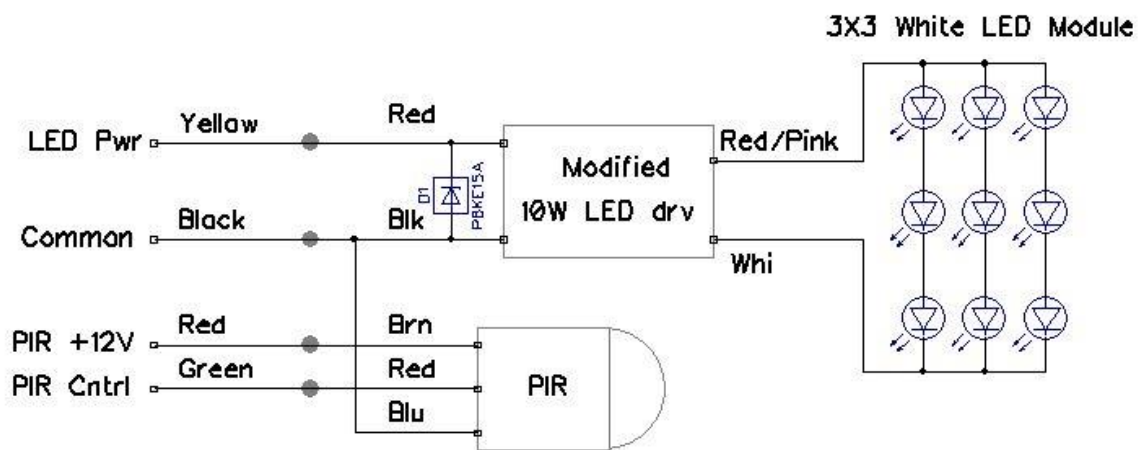 3X3 White LED Module
LED Pwr Yellow Red
Red/Pink
Modified
10W LED drv
D1
P6KE15A
Common Black Blk
Whi
PIR +12V Red Brn
PIR Cntrl Green Red
PIR
Blu